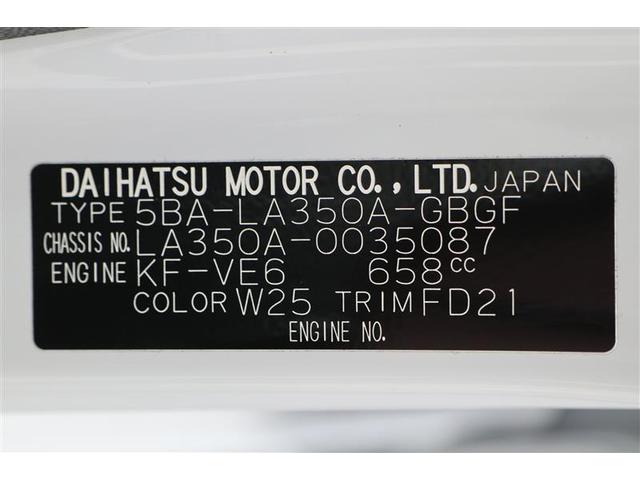 DAIHATSU MOTOR CO., LTD. JAPAN
TYPE 5BA-LA350A-GBGF
CHASSIS NO. LA350A-0035087
ENGINE KF-VE6 658cc
COLOR W25 TRIM FD21
ENGINE NO.